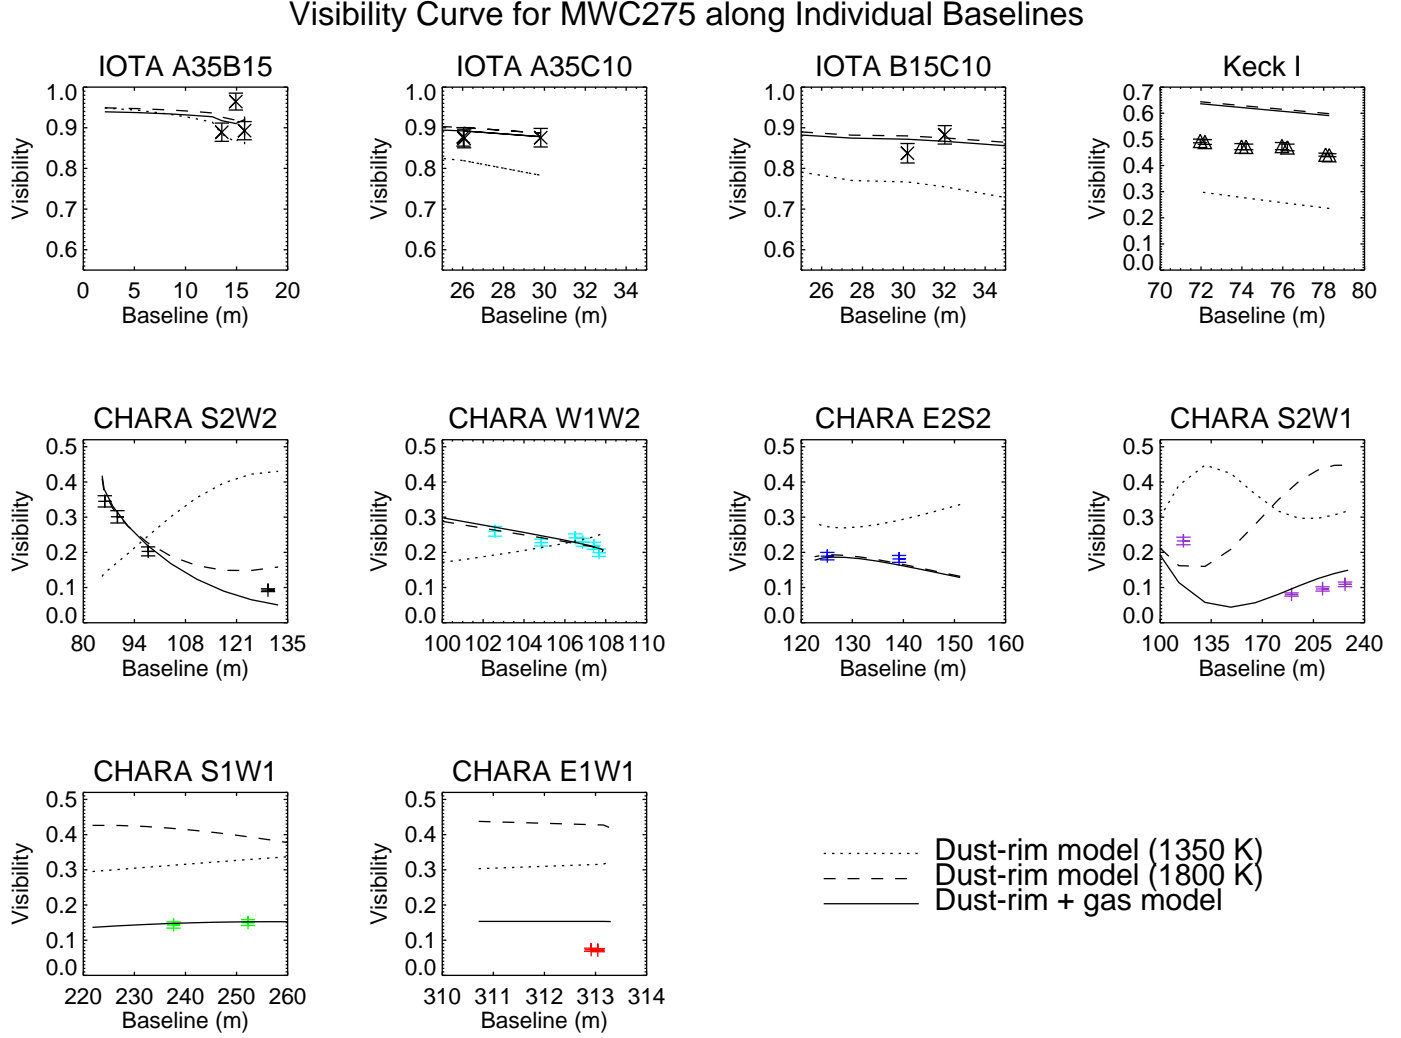 Visibility Curve for MWC275 along Individual Baselines
IOTA A35B15
IOTA A35C10
IOTA B15C10
Keck I
1.0
0.9
0.8
0.7
0.6
Visibility
0 5 10 15 20
Baseline (m)
1.0
0.9
0.8
0.7
0.6
Visibility
26 28 30 32 34
Baseline (m)
1.0
0.9
0.8
0.7
0.6
Visibility
26 28 30 32 34
Baseline (m)
0.7
0.6
0.5
0.4
0.3
0.2
0.1
0.0
Visibility
70 72 74 76 78 80
Baseline (m)
CHARA S2W2
CHARA W1W2
CHARA E2S2
CHARA S2W1
0.5
0.4
0.3
0.2
0.1
0.0
Visibility
80 94 108 121 135
Baseline (m)
0.5
0.4
0.3
0.2
0.1
0.0
Visibility
100 102 104 106 108 110
Baseline (m)
0.5
0.4
0.3
0.2
0.1
0.0
Visibility
120 130 140 150 160
Baseline (m)
0.5
0.4
0.3
0.2
0.1
0.0
Visibility
100 135 170 205 240
Baseline (m)
CHARA S1W1
CHARA E1W1
0.5
0.4
0.3
0.2
0.1
0.0
Visibility
220 230 240 250 260
Baseline (m)
0.5
0.4
0.3
0.2
0.1
0.0
Visibility
310 311 312 313 314
Baseline (m)
Dust-rim model (1350 K)
Dust-rim model (1800 K)
Dust-rim + gas model